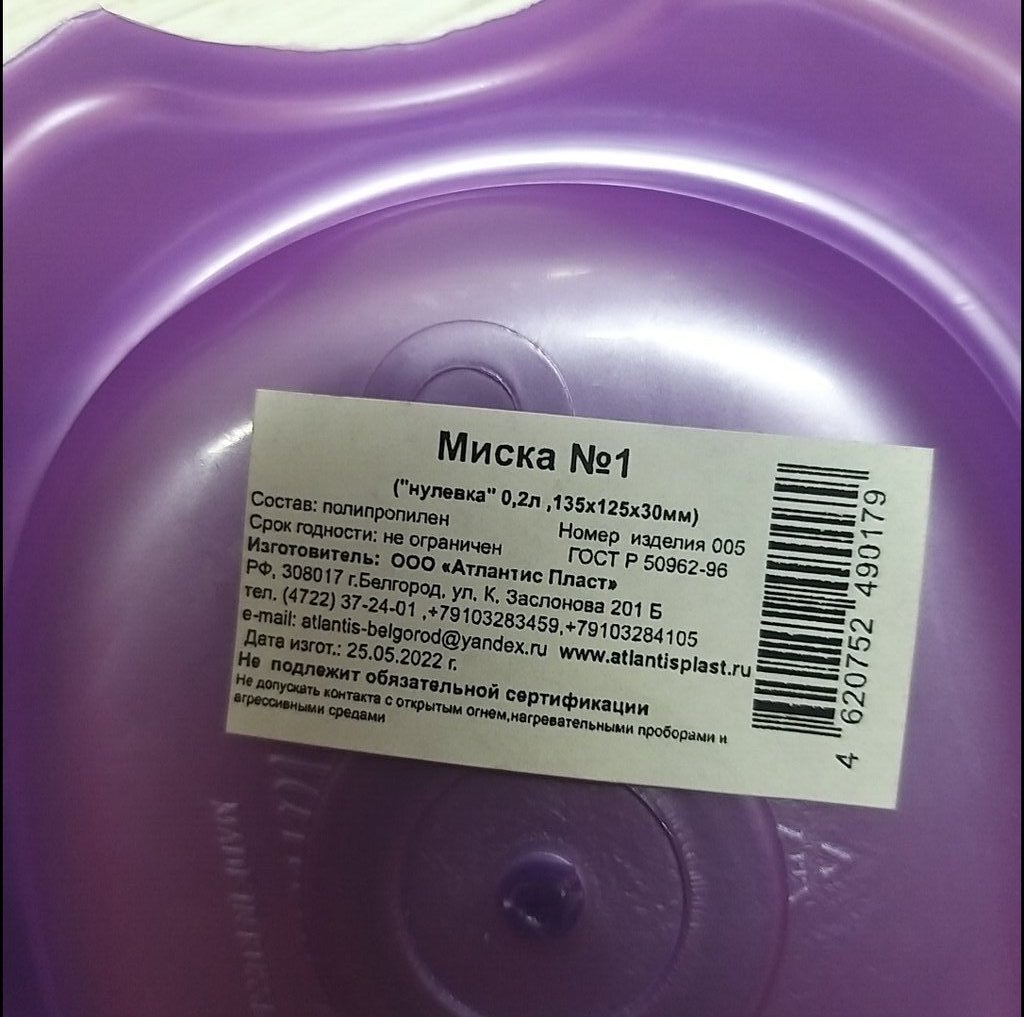 Миска №1
("нулевка" 0,2л ,135х125х30мм)
Состав: полипропилен
Номер изделия 005
Срок годности: не ограничен
ГОСТ Р 50962-96
Изготовитель: ООО «Атлантис Пласт»
РФ, 308017 г.Белгород, ул. К. Заслонова 201 Б
тел. (4722) 37-24-01 ,+79103283459,+79103284105
e-mail: atlantis-belgorod@yandex.ru www.atlantisplast.ru
Дата изгот.: 25.05.2022 г.
Не подлежит обязательной сертификации
Не допускать контакта с открытым огнем,нагревательными проборами и
агрессивными средами
4 620752 490179